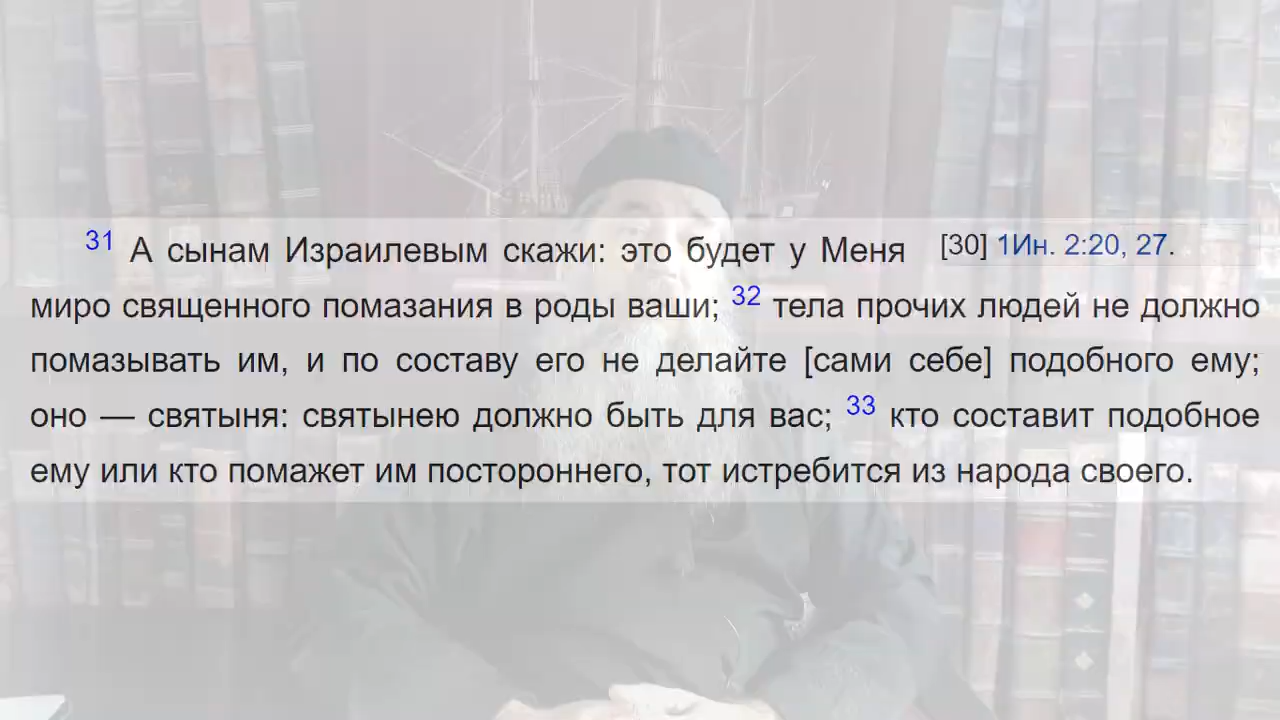 31 А сынам Израилевым скажи: это будет у Меня [30] 1Ин. 2:20, 27.
миро священного помазания в роды ваши; 32 тела прочих людей не должно
помазывать им, и по составу его не делайте [сами себе] подобного ему;
оно — святыня: святынею должно быть для вас; 33 кто составит подобное
ему или кто помажет им постороннего, тот истребится из народа своего.